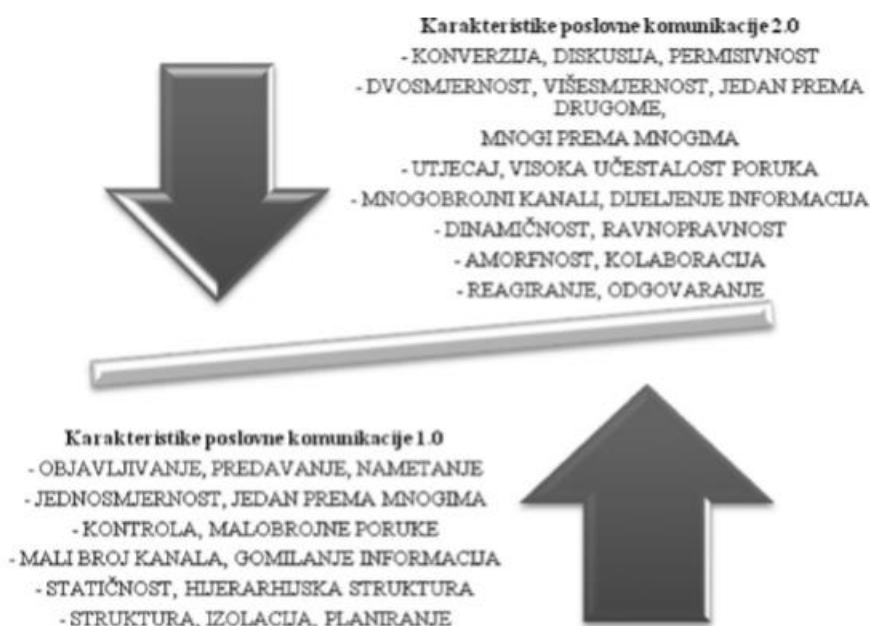 Karakteristike poslovne komunikacije 2.0
- KONVERZIJA, DISKUSIJA, PERMISIVNOST
- DVOSMJERNOST, VIŠESMJERNOST, JEDAN PREMA
DRUGOME,
MNOGI PREMA MNOGIMA
- UTJECAJ, VISOKA UČESTALOST PORUKA
- MNOGOBROJNI KANALI, DIJELJENJE INFORMACIJA
- DINAMIČNOST, RAVNOPRAVNOST
- AMORFNOST, KOLABORACIJA
- REAGIRANJE, ODGOVARANJE
Karakteristike poslovne komunikacije 1.0
- OBJAVLJIVANJE, PREDAVANJE, NAMETANJE
- JEDNOSMJERNOST, JEDAN PREMA MNOGIMA
- KONTROLA, MALOBROJNE PORUKE
- MALI BROJ KANALA, GOMILANJE INFORMACIJA
- STATIČNOST, HIJERARHIJSKA STRUKTURA
- STRUKTURA, IZOLACIJA, PLANIRANJE